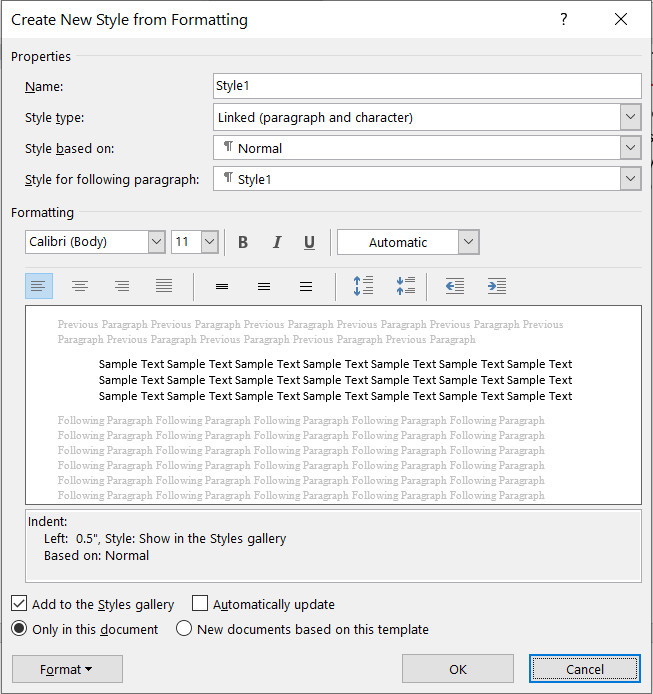 Create New Style from Formatting ?
Properties
Name: Style1
Style type: Linked (paragraph and character)
Style based on: ¶ Normal
Style for following paragraph: ¶ Style1
Formatting
Calibri (Body) 11 B I U Automatic
Previous Paragraph Previous Paragraph Previous Paragraph Previous Paragraph Previous Paragraph Previous
Paragraph Previous Paragraph Previous Paragraph Previous Paragraph Previous Paragraph
Sample Text Sample Text Sample Text Sample Text Sample Text Sample Text Sample Text
Sample Text Sample Text Sample Text Sample Text Sample Text Sample Text Sample Text
Sample Text Sample Text Sample Text Sample Text Sample Text Sample Text Sample Text
Following Paragraph Following Paragraph Following Paragraph Following Paragraph Following Paragraph
Following Paragraph Following Paragraph Following Paragraph Following Paragraph Following Paragraph
Following Paragraph Following Paragraph Following Paragraph Following Paragraph Following Paragraph
Following Paragraph Following Paragraph Following Paragraph Following Paragraph Following Paragraph
Following Paragraph Following Paragraph Following Paragraph Following Paragraph Following Paragraph
Following Paragraph Following Paragraph Following Paragraph Following Paragraph Following Paragraph
Indent:
Left: 0.5", Style: Show in the Styles gallery
Based on: Normal
Add to the Styles gallery Automatically update
Only in this document New documents based on this template
Format OK Cancel